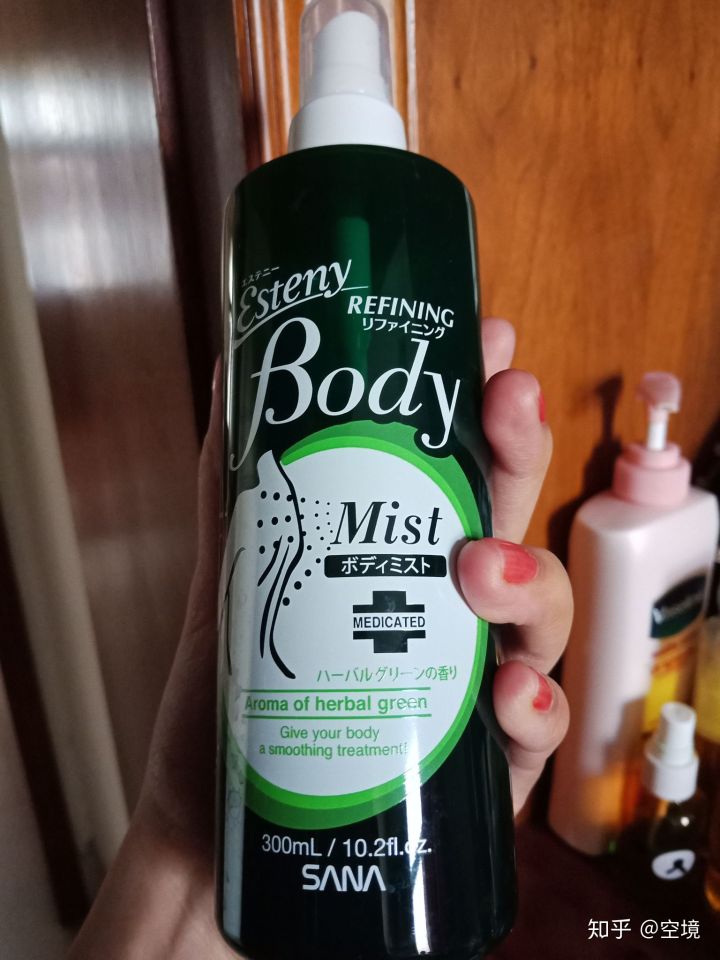 エステニー
Esteny
REFINING
リファイニング
Body
Mist
ボディミスト
MEDICATED
ハーバルグリーンの香り
Aroma of herbal green
Give your body
a smoothing treatment!
300mL / 10.2fl.oz.
SANA
知乎 @空境